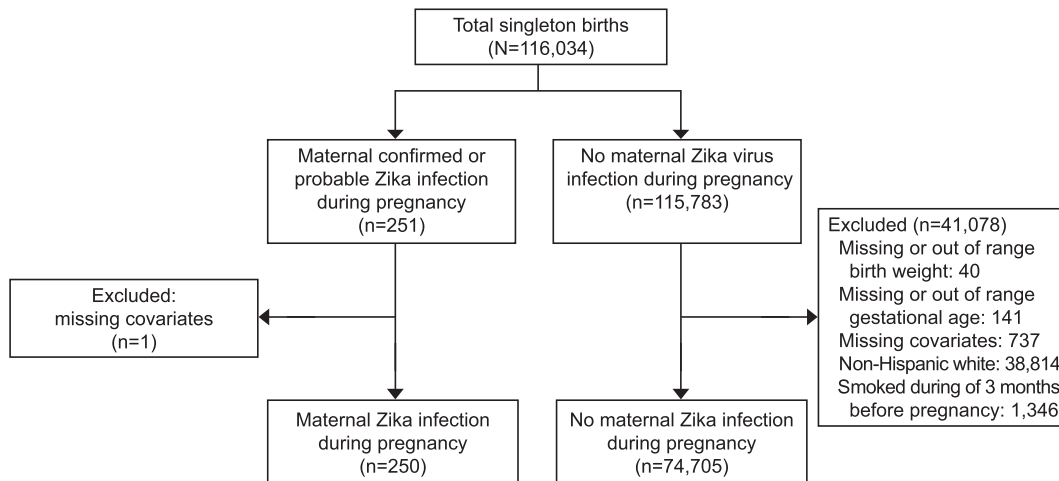 Total singleton births
(N=116,034)
Maternal confirmed or
probable Zika infection
during pregnancy
(n=251)
No maternal Zika virus
infection during pregnancy
(n=115,783)
Excluded:
missing covariates
(n=1)
Excluded (n=41,078)
Missing or out of range
birth weight: 40
Missing or out of range
gestational age: 141
Missing covariates: 737
Non-Hispanic white: 38,814
Smoked during of 3 months
before pregnancy: 1,346
Maternal Zika infection
during pregnancy
(n=250)
No maternal Zika infection
during pregnancy
(n=74,705)